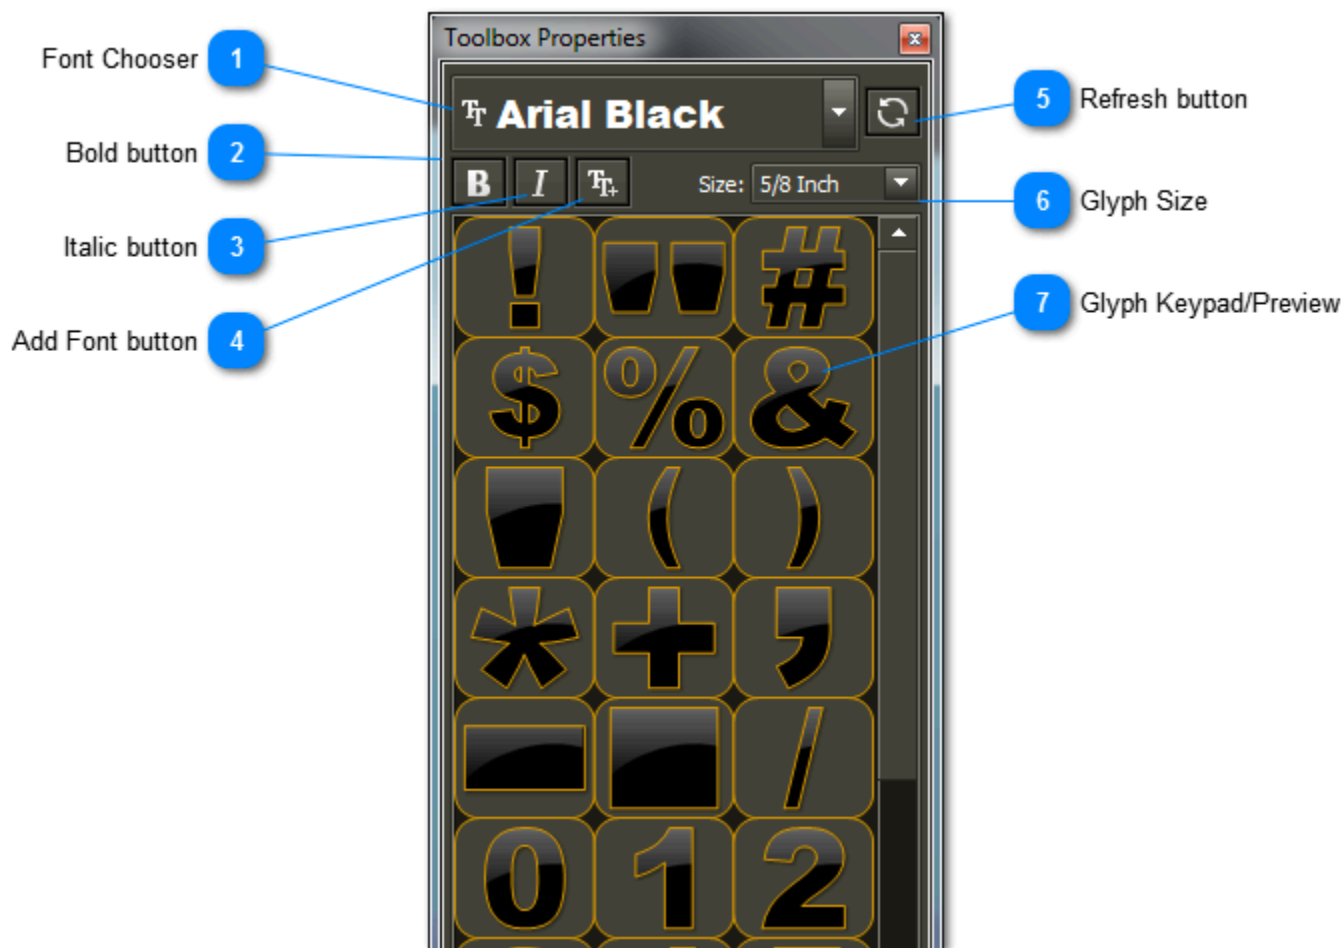 Toolbox Properties
Font Chooser 1
Arial Black
5 Refresh button
Bold button 2
B I TT+ Size: 5/8 Inch
6 Glyph Size
Italic button 3
! " #
7 Glyph Keypad/Preview
Add Font button 4
$ % &
' ( )
* + ,
- . /
0 1 2